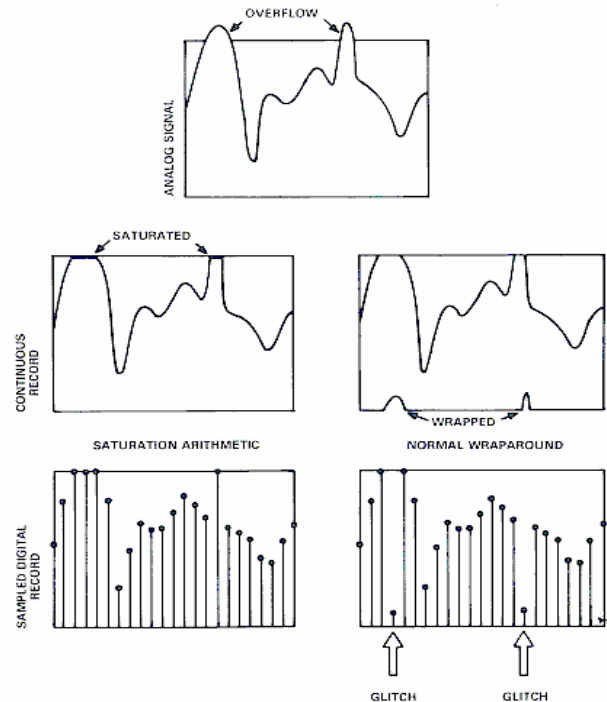 OVERFLOW
ANALOG SIGNAL
SATURATED
CONTINUOUS
RECORD
WRAPPED
SATURATION ARITHMETIC
NORMAL WRAPAROUND
SAMPLED DIGITAL
RECORD
GLITCH
GLITCH